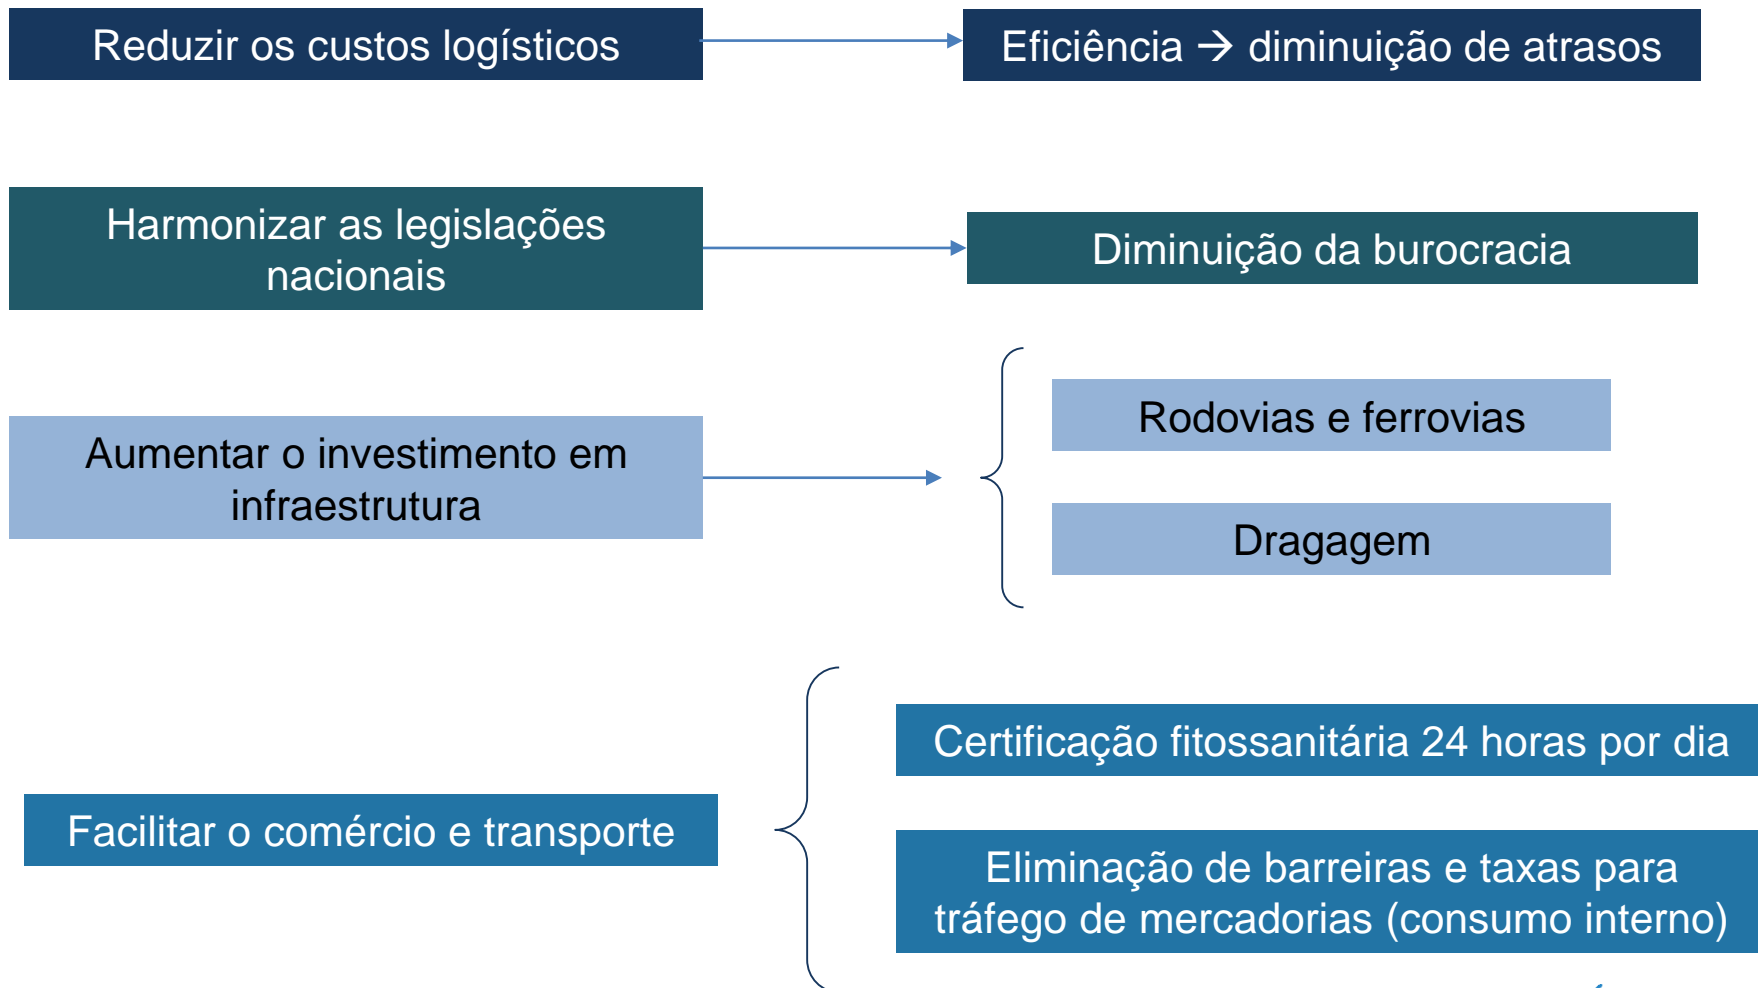 Reduzir os custos logísticos
Eficiência → diminuição de atrasos
Harmonizar as legislações
nacionais
Diminuição da burocracia
Aumentar o investimento em
infraestrutura
Rodovias e ferrovias
Dragagem
Facilitar o comércio e transporte
Certificação fitossanitária 24 horas por dia
Eliminação de barreiras e taxas para
tráfego de mercadorias (consumo interno)